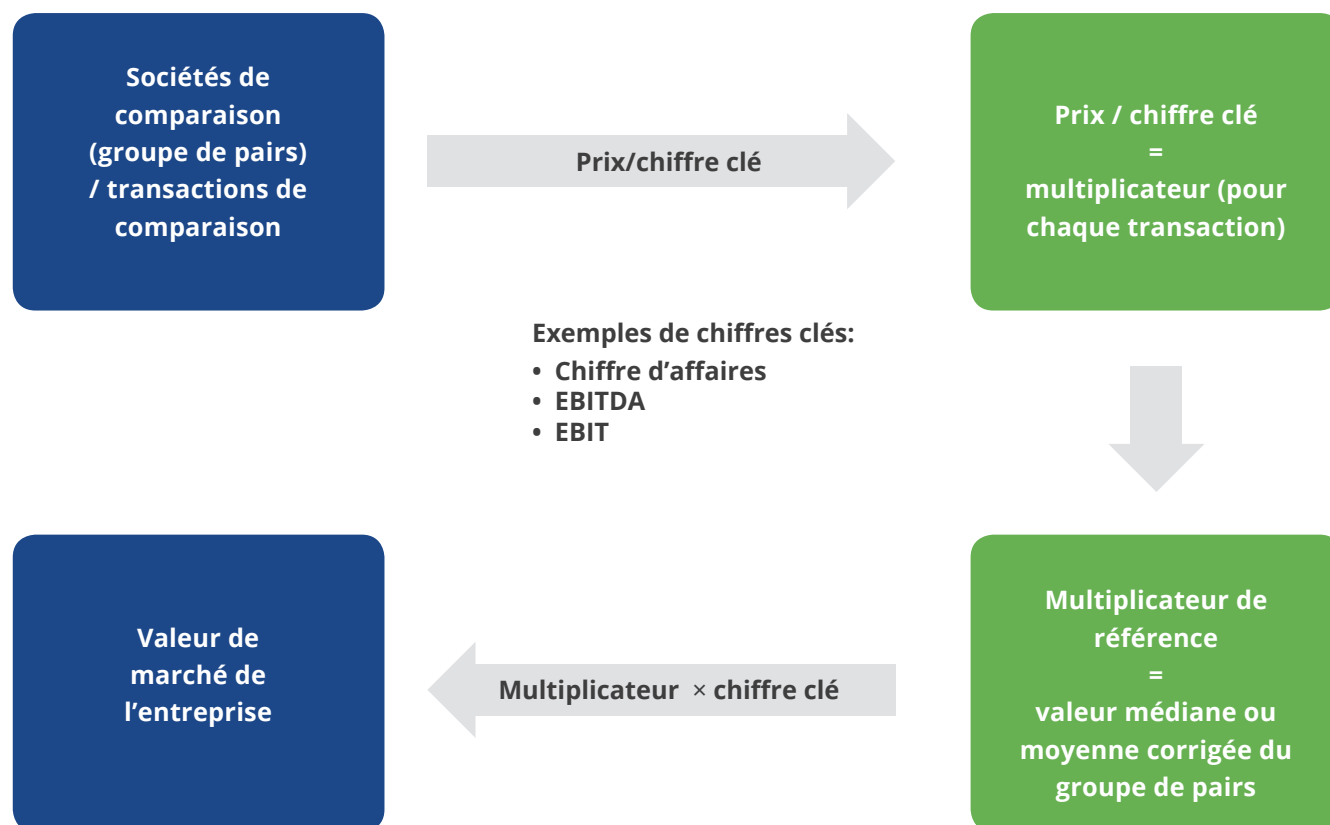 Sociétés de
comparaison
(groupe de pairs)
/ transactions de
comparaison
Prix/chiffre clé
Prix / chiffre clé
=
multiplicateur (pour
chaque transaction)
Exemples de chiffres clés:
• Chiffre d’affaires
• EBITDA
• EBIT
Multiplicateur de
référence
=
valeur médiane ou
moyenne corrigée du
groupe de pairs
Multiplicateur × chiffre clé
Valeur de
marché de
l’entreprise